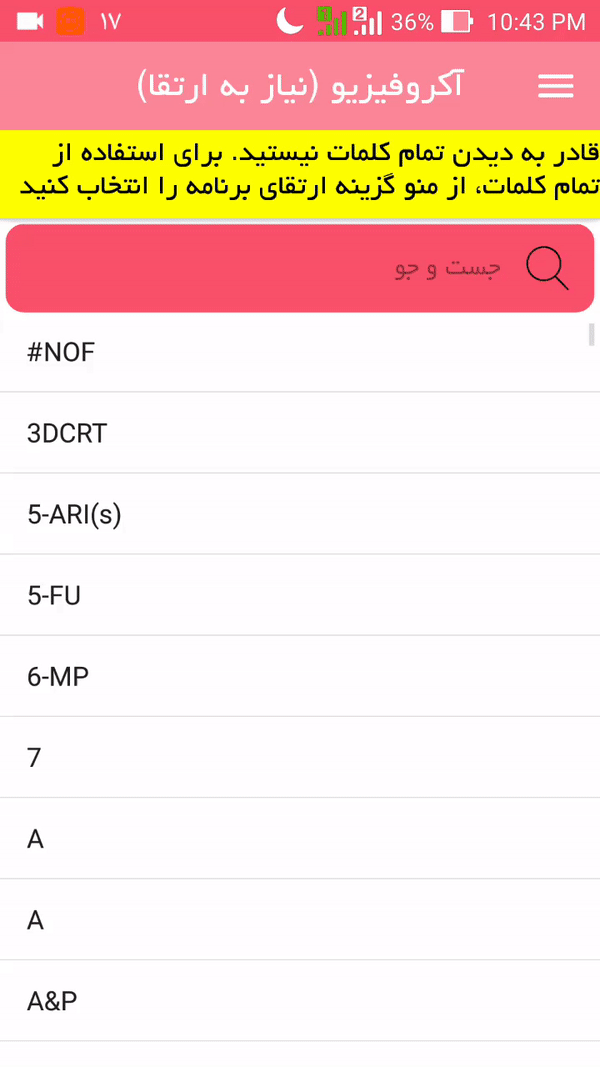 ۱۷
2
36%
10:43 PM
آکروفیزیو (نیاز به ارتقا)
قادر به دیدن تمام کلمات نیستید. برای استفاده از
تمام کلمات، از منو گزینه ارتقای برنامه را انتخاب کنید
جست و جو
#NOF
3DCRT
5-ARI(s)
5-FU
6-MP
7
A
A
A&P